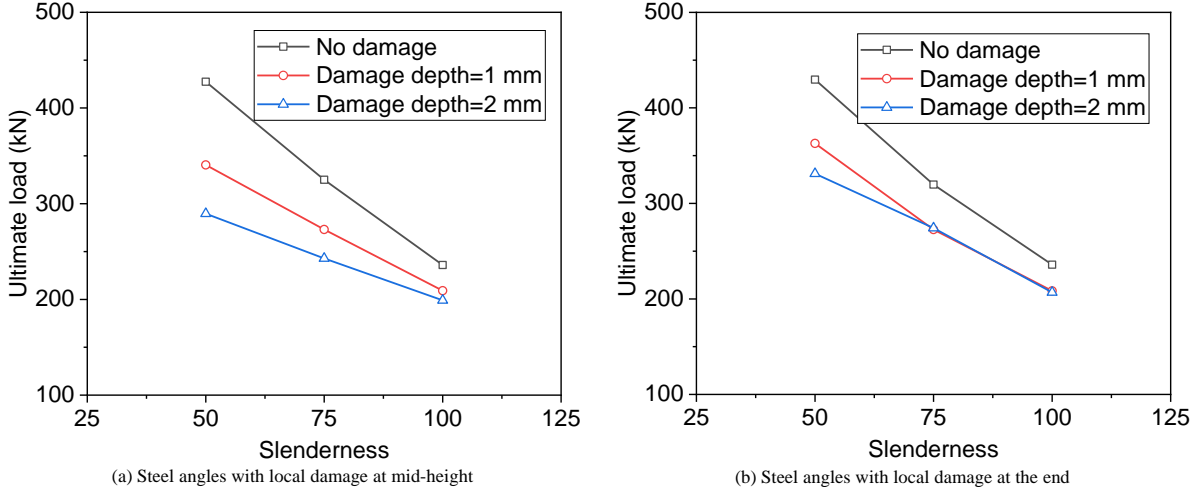 500
400
300
200
100
Ultimate load (kN)
No damage
Damage depth=1 mm
Damage depth=2 mm
25 50 75 100 125
Slenderness
(a) Steel angles with local damage at mid-height
500
400
300
200
100
Ultimate load (kN)
No damage
Damage depth=1 mm
Damage depth=2 mm
25 50 75 100 125
Slenderness
(b) Steel angles with local damage at the end